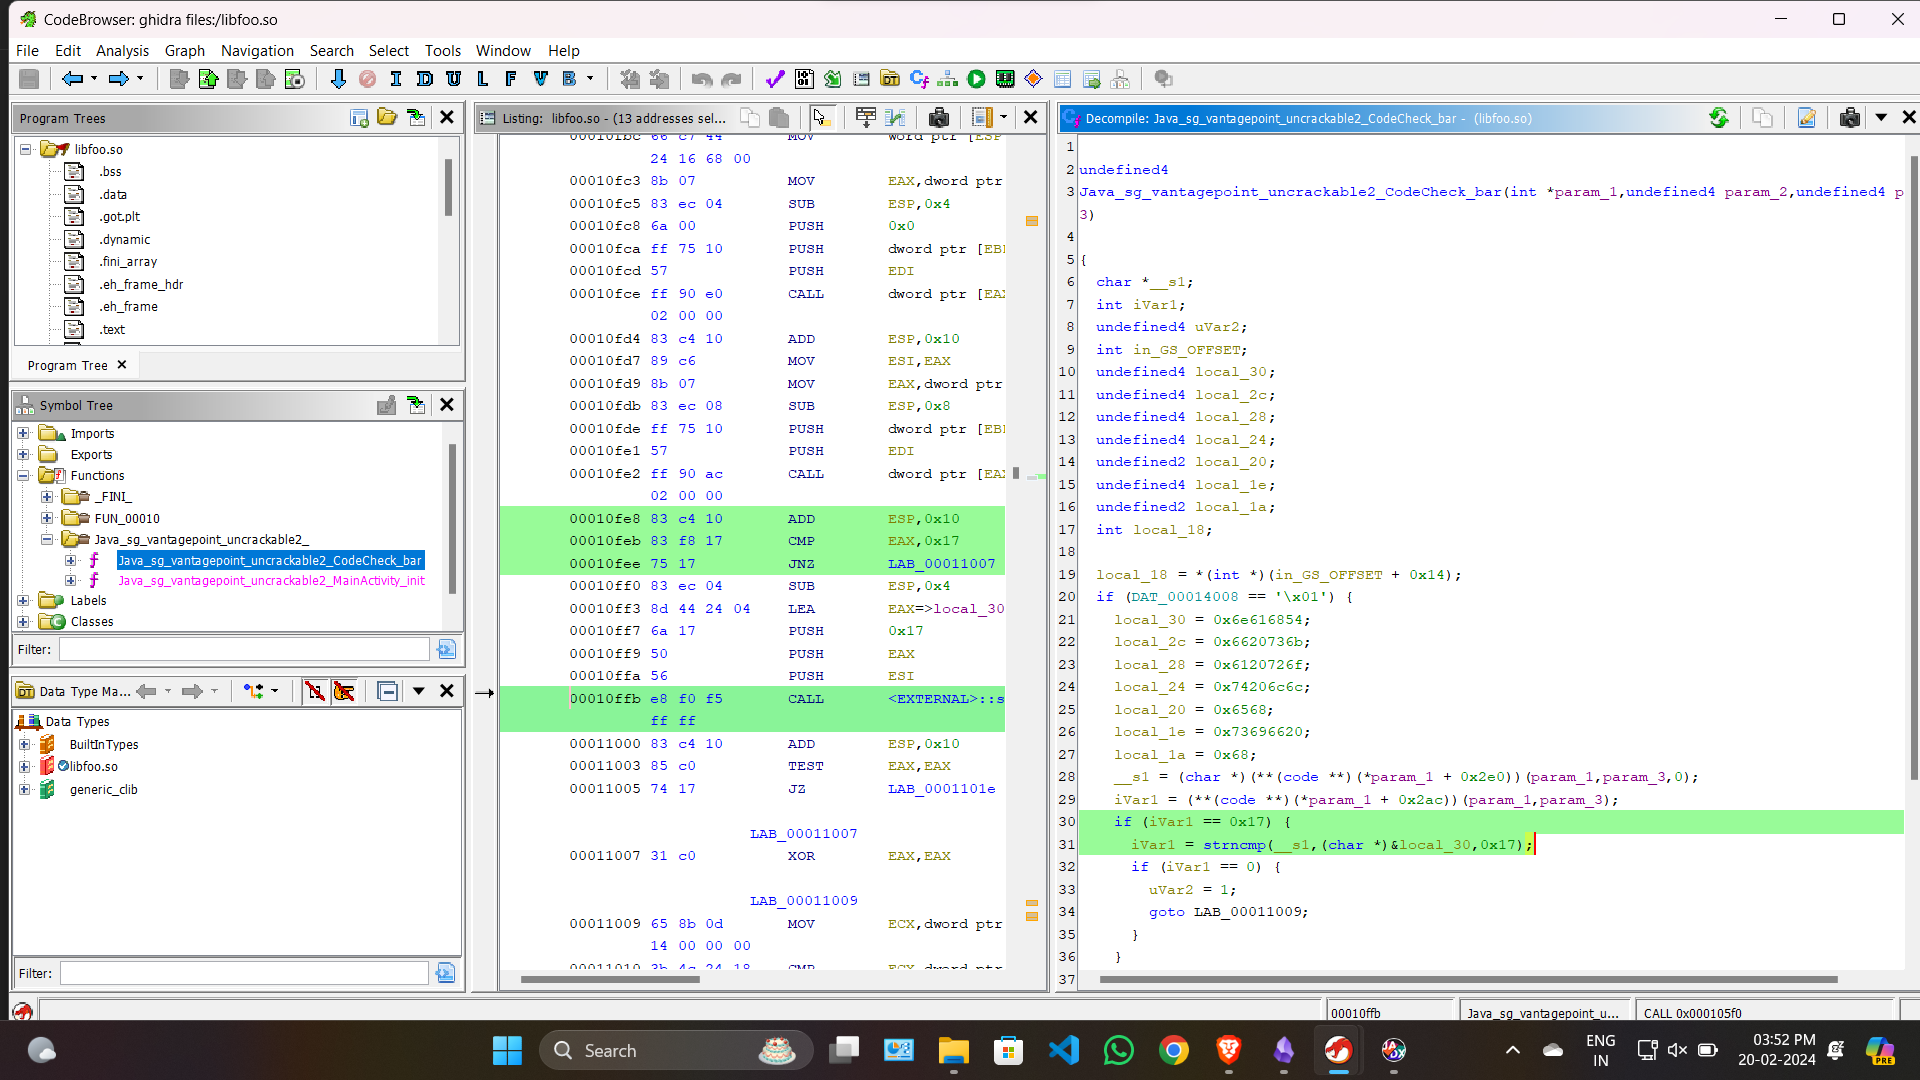 CodeBrowser: ghidra files:/libfoo.so
File Edit Analysis Graph Navigation Search Select Tools Window Help
I D U L F V B
Program Trees
libfoo.so
.bss
.data
.got.plt
.dynamic
.fini_array
.eh_frame_hdr
.eh_frame
.text
Program Tree
Symbol Tree
Imports
Exports
Functions
_FINI_
FUN_00010
Java_sg_vantagepoint_uncrackable2_
Java_sg_vantagepoint_uncrackable2_CodeCheck_bar
Java_sg_vantagepoint_uncrackable2_MainActivity_init
Labels
Classes
Filter:
Data Type Ma...
Data Types
BuiltInTypes
libfoo.so
generic_clib
Filter:
Listing: libfoo.so - (13 addresses sel...
00010fbc 66 c7 44 MOV word ptr [ESP
24 16 68 00
00010fc3 8b 07 MOV EAX,dword ptr
00010fc5 83 ec 04 SUB ESP,0x4
00010fc8 6a 00 PUSH 0x0
00010fca ff 75 10 PUSH dword ptr [EB
00010fcd 57 PUSH EDI
00010fce ff 90 e0 CALL dword ptr [EA
02 00 00
00010fd4 83 c4 10 ADD ESP,0x10
00010fd7 89 c6 MOV ESI,EAX
00010fd9 8b 07 MOV EAX,dword ptr
00010fdb 83 ec 08 SUB ESP,0x8
00010fde ff 75 10 PUSH dword ptr [EB
00010fe1 57 PUSH EDI
00010fe2 ff 90 ac CALL dword ptr [EA
02 00 00
00010fe8 83 c4 10 ADD ESP,0x10
00010feb 83 f8 17 CMP EAX,0x17
00010fee 75 17 JNZ LAB_00011007
00010ff0 83 ec 04 SUB ESP,0x4
00010ff3 8d 44 24 04 LEA EAX=>local_30
00010ff7 6a 17 PUSH 0x17
00010ff9 50 PUSH EAX
00010ffa 56 PUSH ESI
00010ffb e8 f0 f5 CALL <EXTERNAL>::s
ff ff
00011000 83 c4 10 ADD ESP,0x10
00011003 85 c0 TEST EAX,EAX
00011005 74 17 JZ LAB_0001101e
LAB_00011007
00011007 31 c0 XOR EAX,EAX
LAB_00011009
00011009 65 8b 0d MOV ECX,dword ptr
14 00 00 00
00011010 3b 4c 24 18 CMP ECX,dword ptr
Decompile: Java_sg_vantagepoint_uncrackable2_CodeCheck_bar - (libfoo.so)
1
2 undefined4
3 Java_sg_vantagepoint_uncrackable2_CodeCheck_bar(int *param_1,undefined4 param_2,undefined4 p
3)
4
5 {
6 char *__s1;
7 int iVar1;
8 undefined4 uVar2;
9 int in_GS_OFFSET;
10 undefined4 local_30;
11 undefined4 local_2c;
12 undefined4 local_28;
13 undefined4 local_24;
14 undefined2 local_20;
15 undefined4 local_1e;
16 undefined2 local_1a;
17 int local_18;
18
19 local_18 = *(int *)(in_GS_OFFSET + 0x14);
20 if (DAT_00014008 == '\x01') {
21 local_30 = 0x6e616854;
22 local_2c = 0x6620736b;
23 local_28 = 0x6120726f;
24 local_24 = 0x74206c6c;
25 local_20 = 0x6568;
26 local_1e = 0x73696620;
27 local_1a = 0x68;
28 __s1 = (char *)(**(code **)(*param_1 + 0x2e0))(param_1,param_3,0);
29 iVar1 = (**(code **)(*param_1 + 0x2ac))(param_1,param_3);
30 if (iVar1 == 0x17) {
31 iVar1 = strncmp(__s1,(char *)&local_30,0x17);
32 if (iVar1 == 0) {
33 uVar2 = 1;
34 goto LAB_00011009;
35 }
36 }
37
00010ffb Java_sg_vantagepoint_u... CALL 0x000105f0
Search
ENG
IN
03:52 PM
20-02-2024
PRE